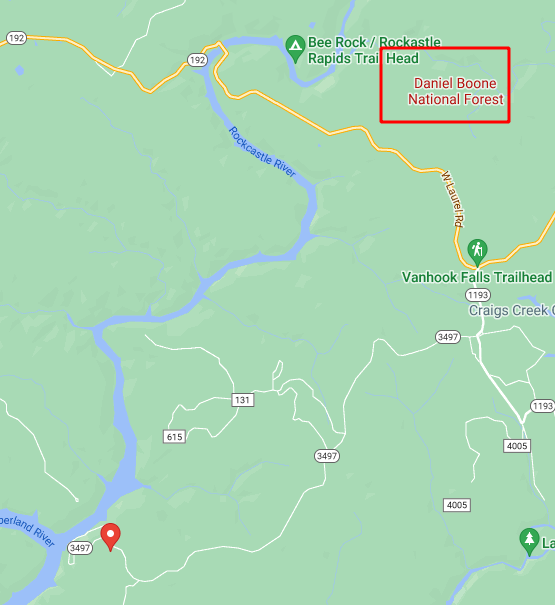 192
192
Bee Rock / Rockastle
Rapids Trail Head
Daniel Boone
National Forest
Rockcastle River
W Laurel Rd
Vanhook Falls Trailhead
1193
Craigs Creek
3497
131
1193
615
4005
3497
4005
berland River
3497
La